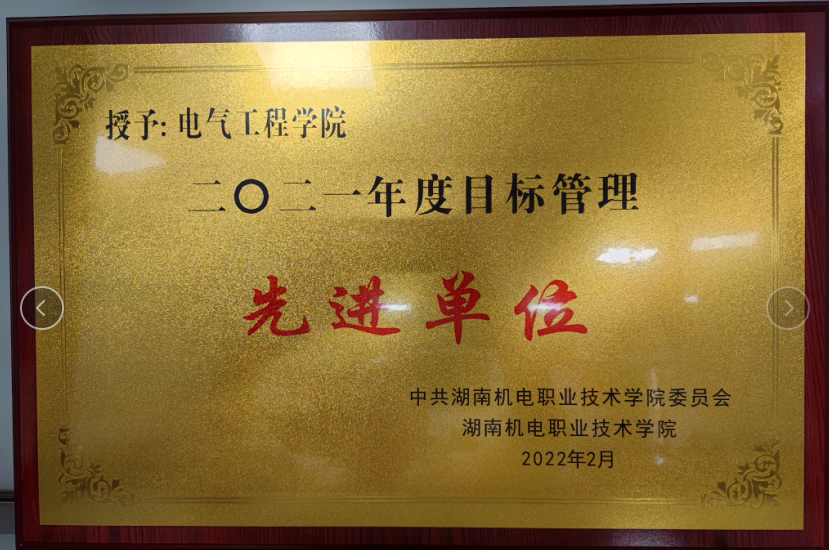 授予: 电气工程学院
二〇二一年度目标管理
先进单位
中共湖南机电职业技术学院委员会
湖南机电职业技术学院
2022年2月